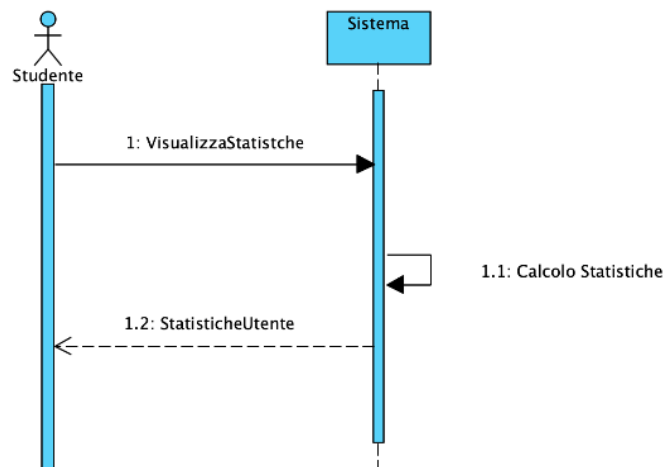 Sistema
Studente
1: VisualizzaStatistche
1.1: Calcolo Statistiche
1.2: StatisticheUtente